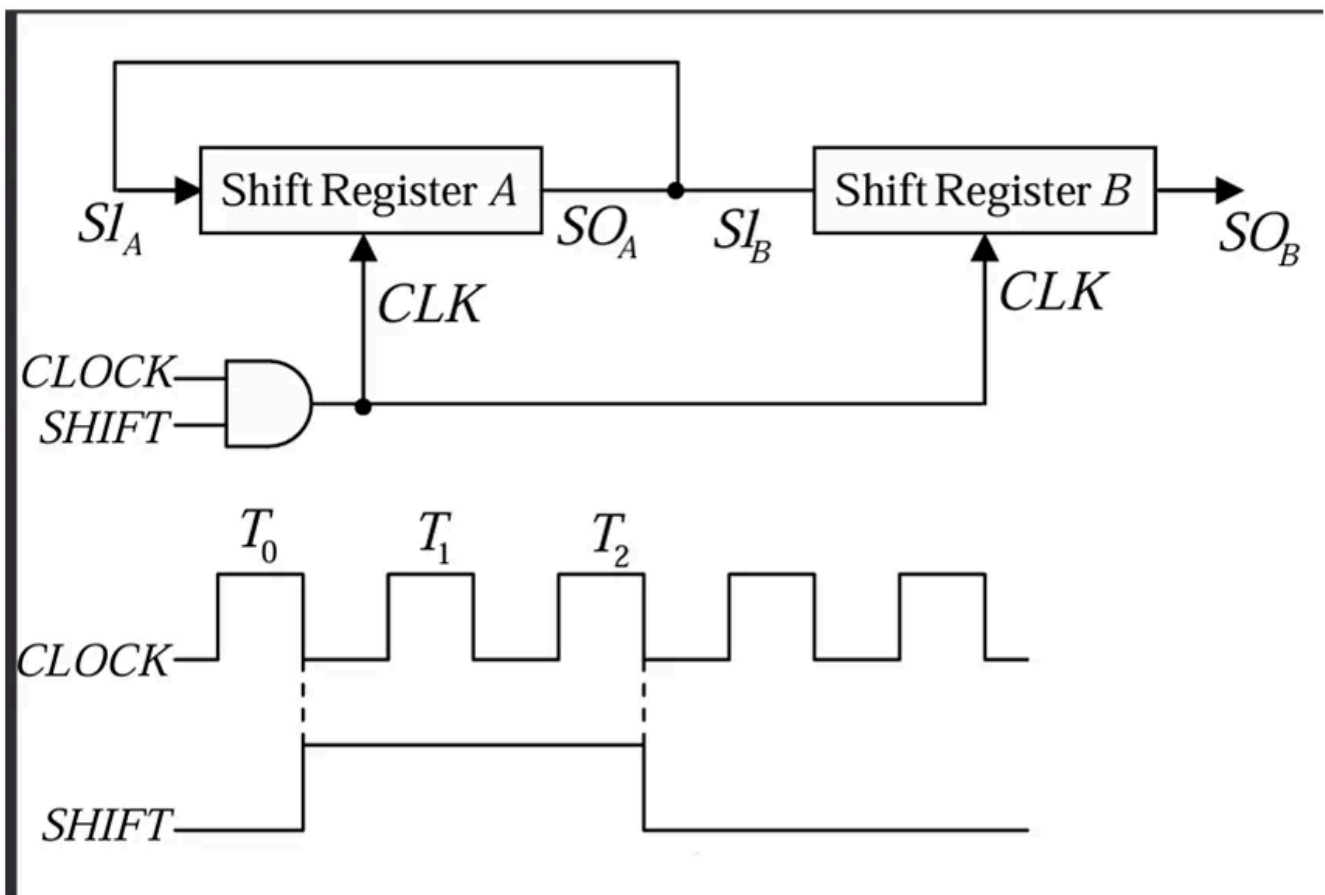 Shift Register A
Shift Register B
SI_A
SO_A
SI_B
SO_B
CLK
CLK
CLOCK
SHIFT
T_0
T_1
T_2
CLOCK
SHIFT